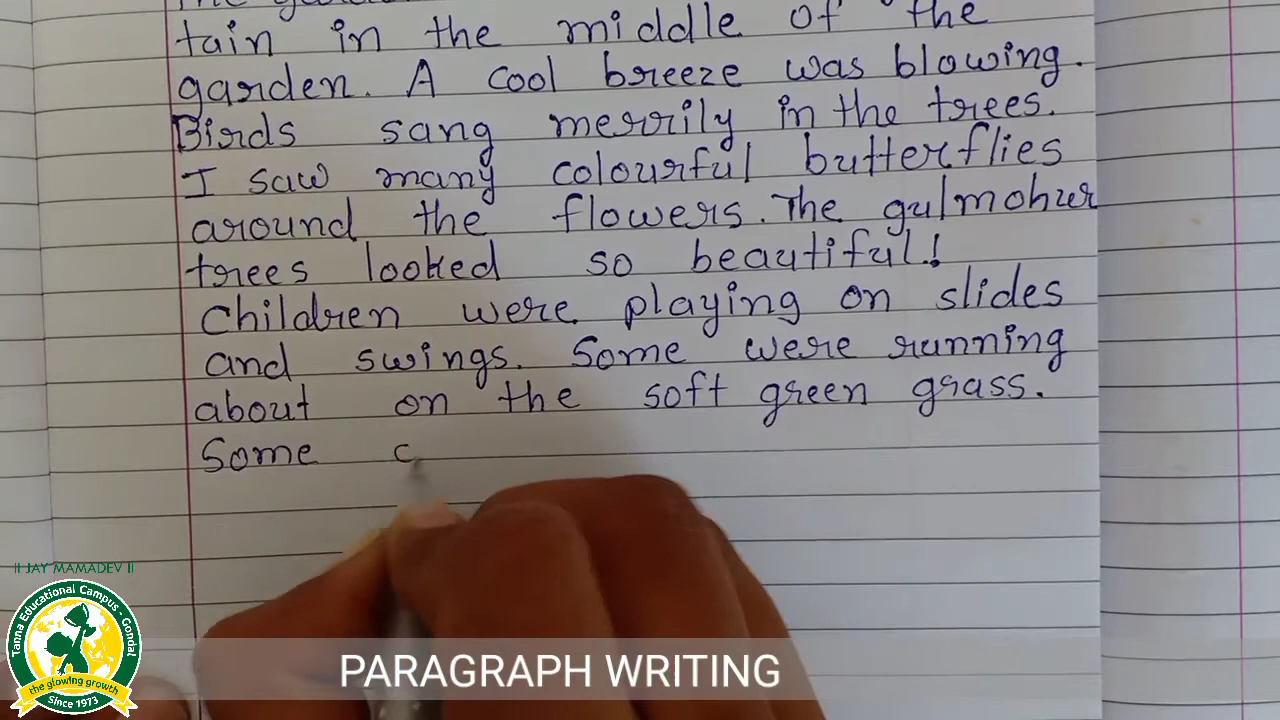 The
tain in the middle of the
garden. A cool breeze was blowing.
Birds sang merrily in the trees.
I saw many colourful butterflies
around the flowers. The gulmohur
trees looked so beautiful!
Children were playing on slides
and swings. Some were running
about on the soft green grass.
Some c
॥ JAY MAMADEV ॥
Tanna Educational Campus - Gondal
the glowing growth
Since 1973
PARAGRAPH WRITING